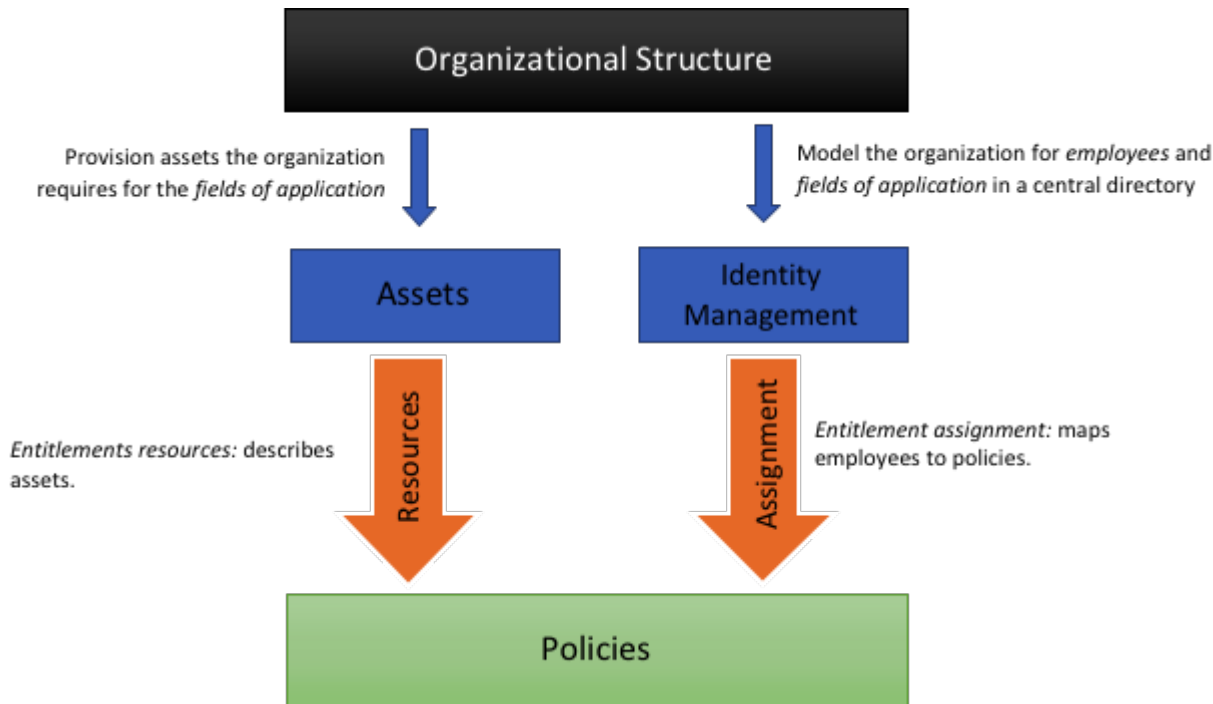 Organizational Structure
Provision assets the organization
requires for the fields of application
Model the organization for employees and
fields of application in a central directory
Assets
Identity
Management
Resources
Assignment
Entitlements resources: describes
assets.
Entitlement assignment: maps
employees to policies.
Policies